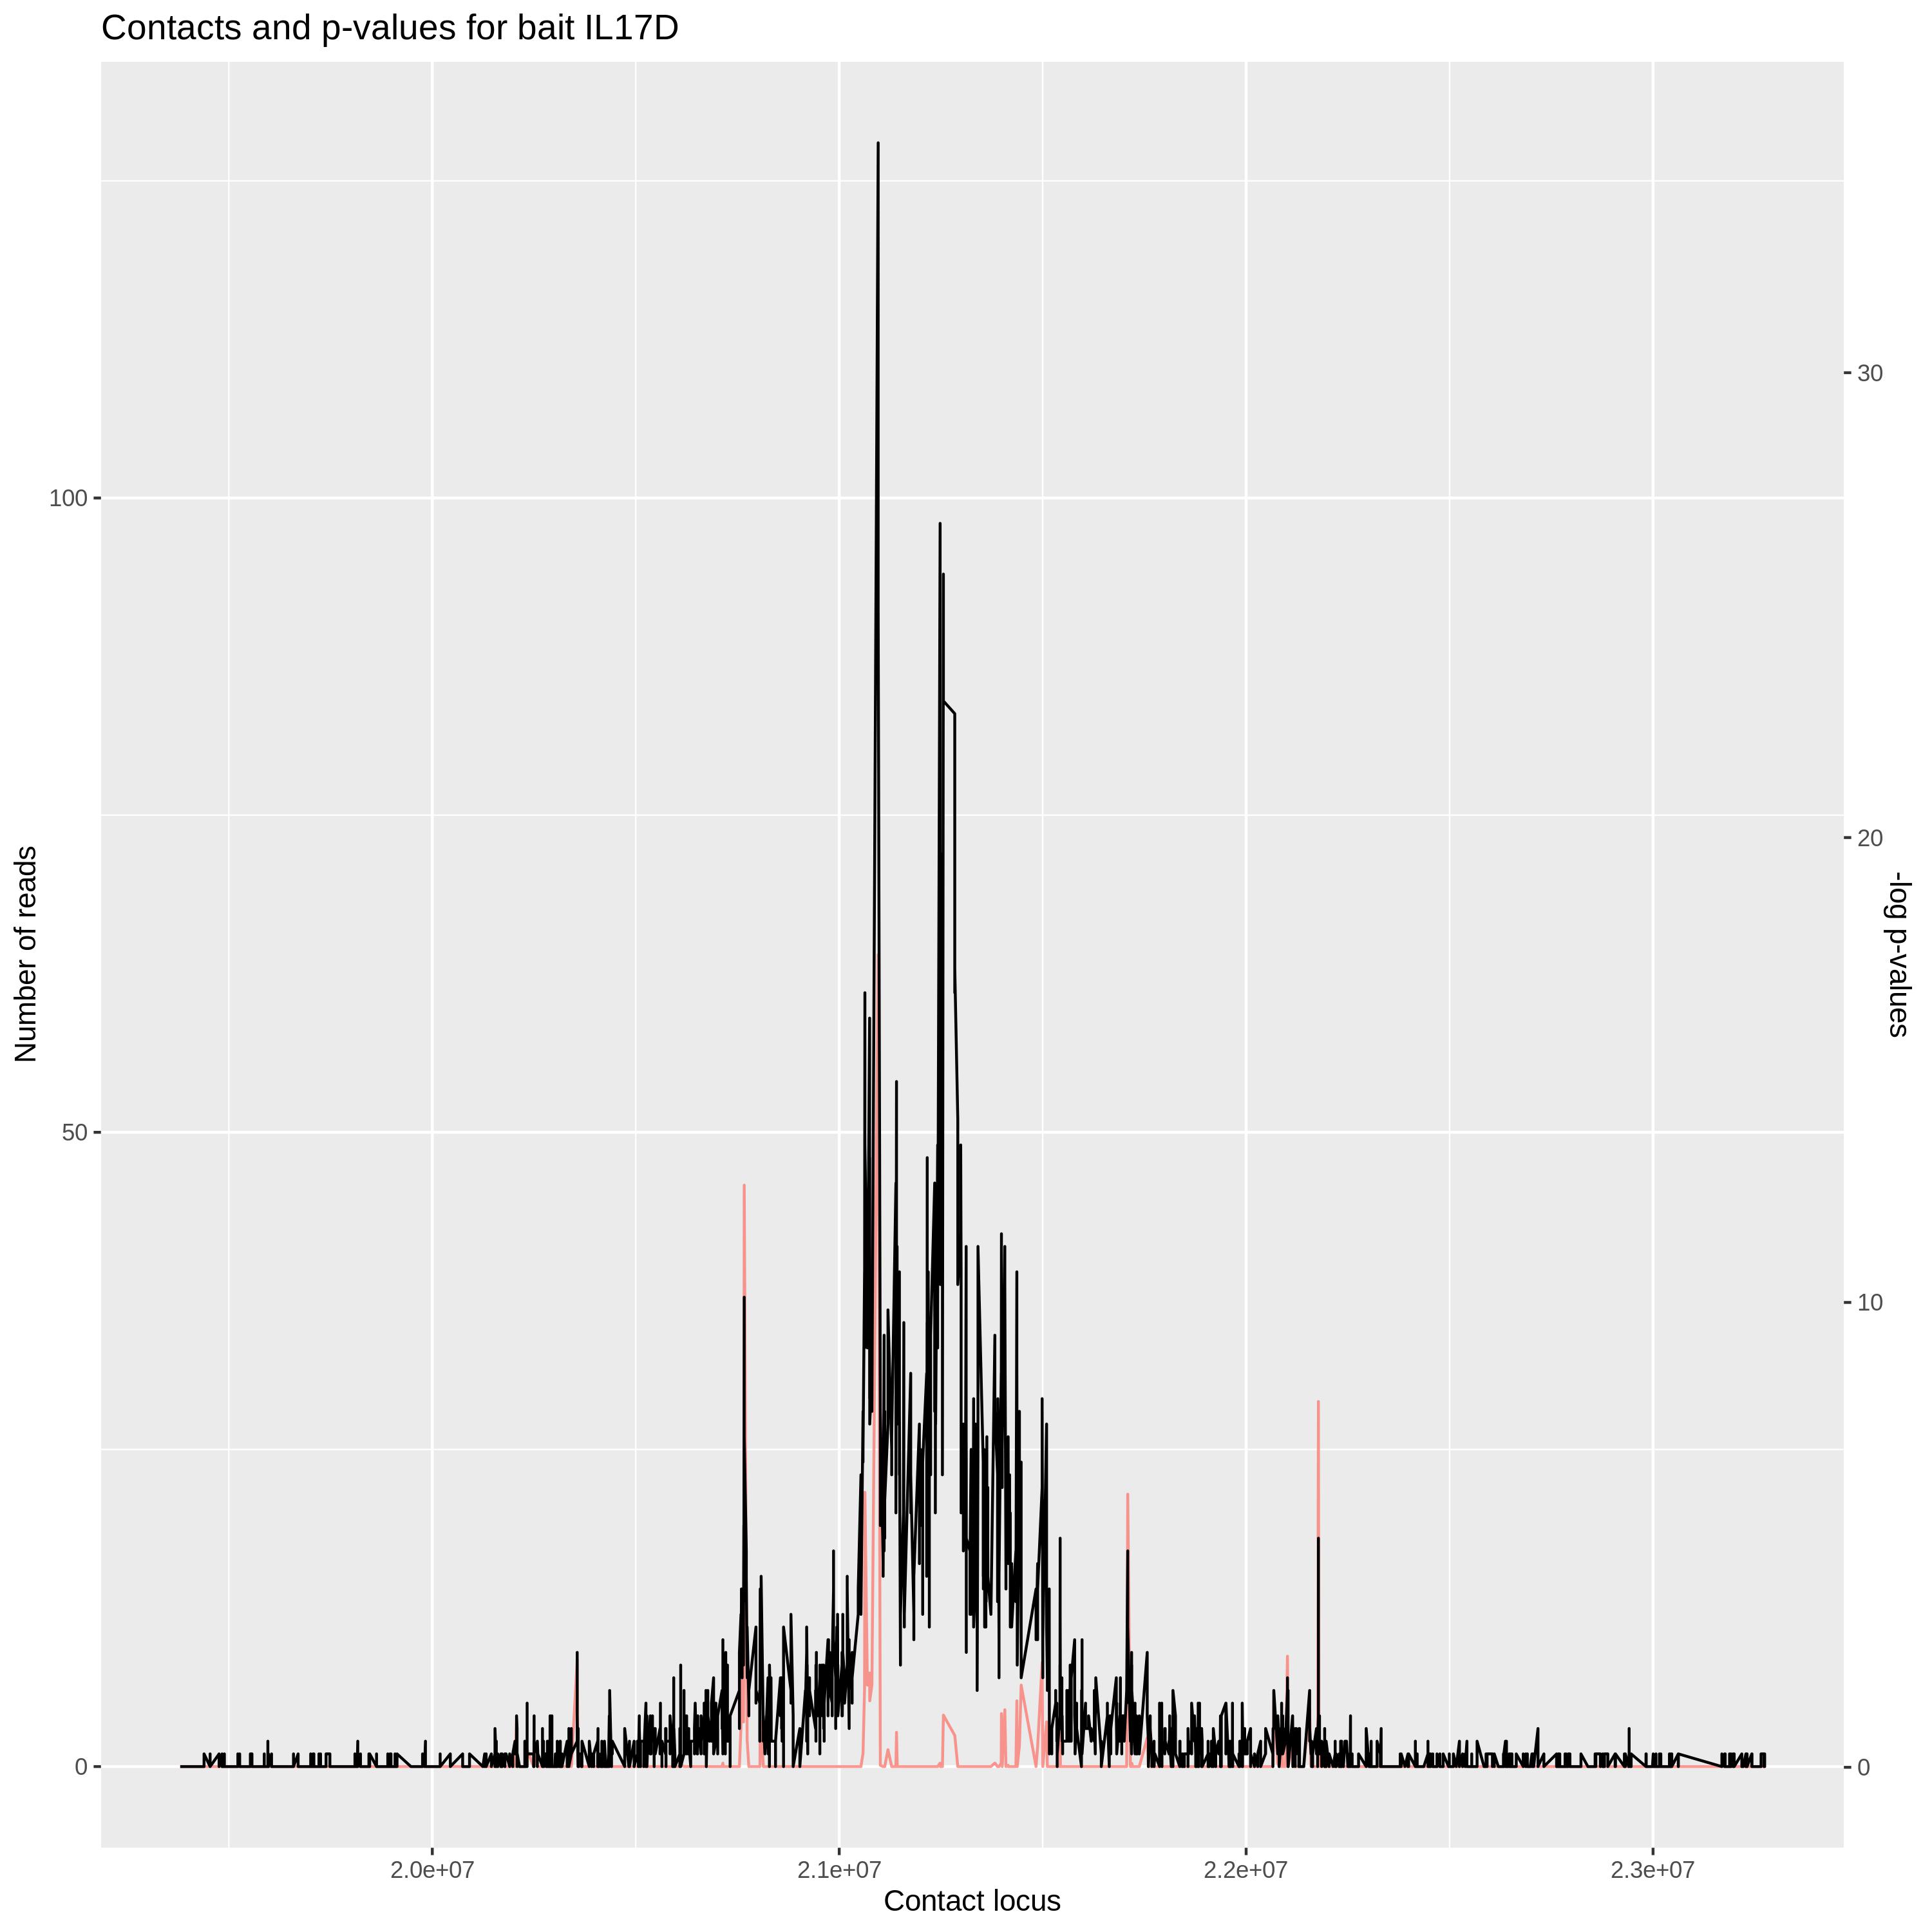 Contacts and p-values for bait IL17D
Number of reads
100
50
0
30
20
10
0
-log p-values
2.0e+07 2.1e+07 2.2e+07 2.3e+07
Contact locus